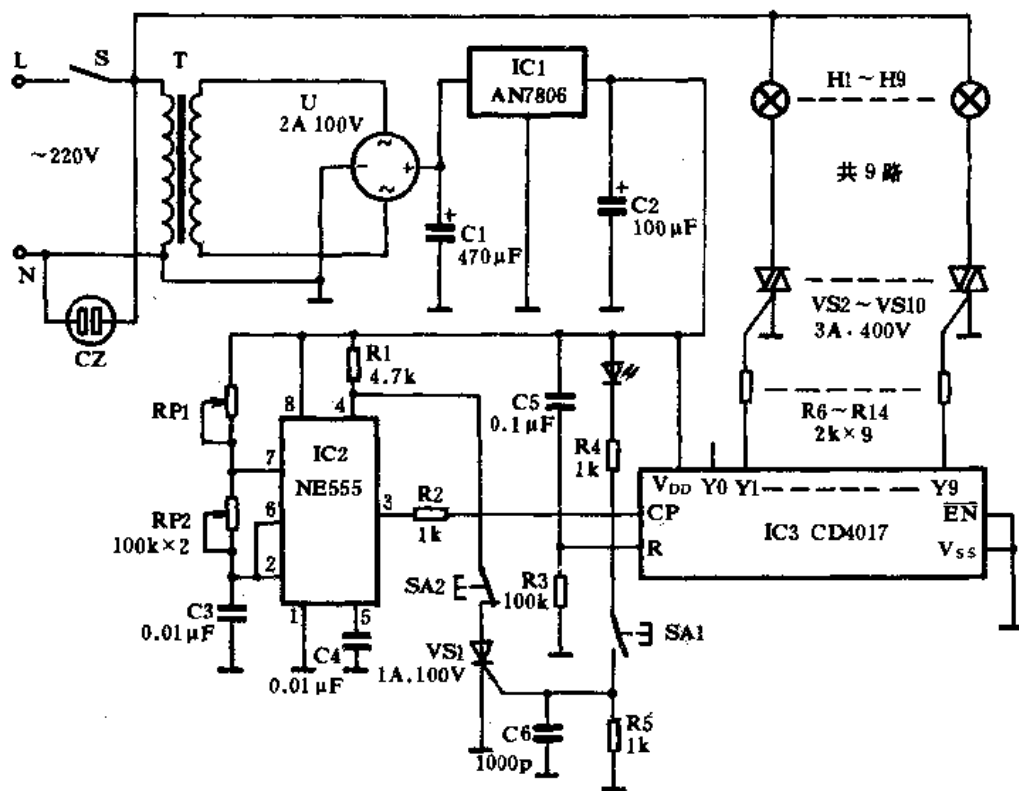 L
S
T
U
2A 100V
IC1
AN7806
H1～H9
~220V
共 9 路
C1
470μF
C2
100μF
N
CZ
VS2～VS10
3A·400V
R1
4.7k
RP1
8
4
C5
0.1μF
R6～R14
2k×9
IC2
NE555
7
R4
1k
VDD
Y0
Y1
Y9
RP2
100k×2
6
3
R2
1k
CP
EN
IC3 CD4017
2
R
VSS
SA2
R3
100k
C3
0.01μF
1
5
SA1
C4
0.01μF
VS1
1A.100V
C6
1000p
R5
1k